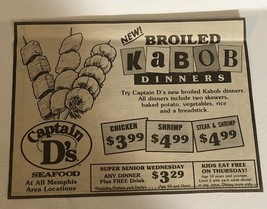 NEW!
BROILED
KABOB
DINNERS
Try Captain D's new broiled Kabob dinners.
All dinners include two skewers,
baked potato, vegetables, rice
and a breadstick.
CHICKEN
$3.99
SHRIMP
$4.99
STEAK & SHRIMP
$4.99
Captain
D's
SEAFOOD
At All Memphis
Area Locations
SUPER SENIOR WEDNESDAY
ANY DINNER
Plus FREE Drink
$3.29
KIDS EAT FREE
ON THURSDAY!